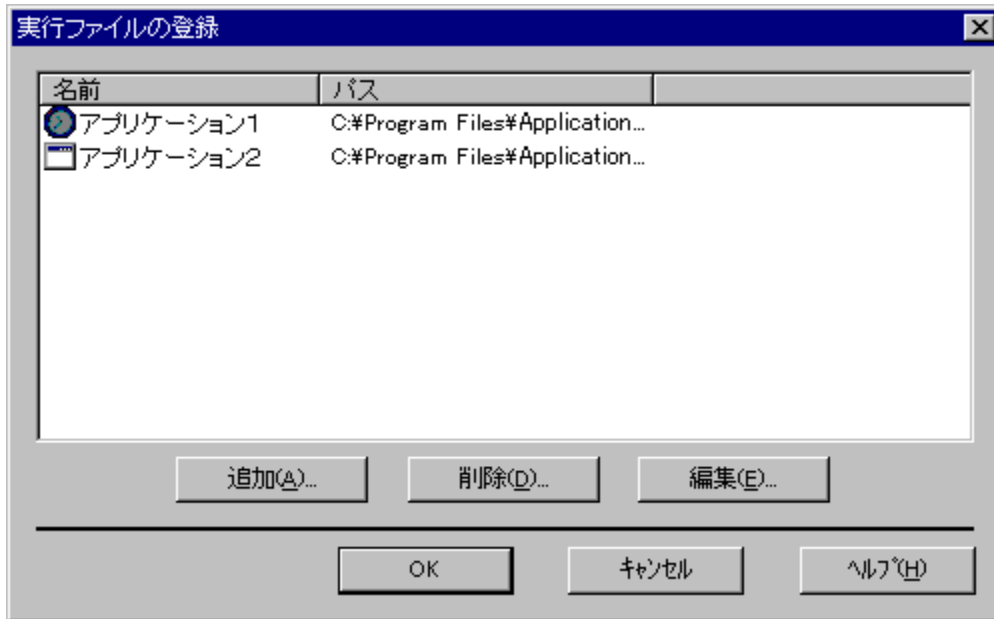 実行ファイルの登録
名前 パス
アプリケーション1 C:¥Program Files¥Application...
アプリケーション2 C:¥Program Files¥Application...
追加(A)... 削除(D)... 編集(E)...
OK ｷｬﾝｾﾙ ﾍﾙﾌﾟ(H)